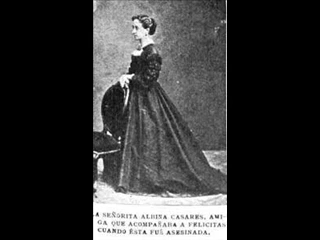 LA SEÑORITA ALBINA CASARES, AMI-
GA QUE ACOMPAÑABA A FELICITAS
CUANDO ÉSTA FUÉ ASESINADA.